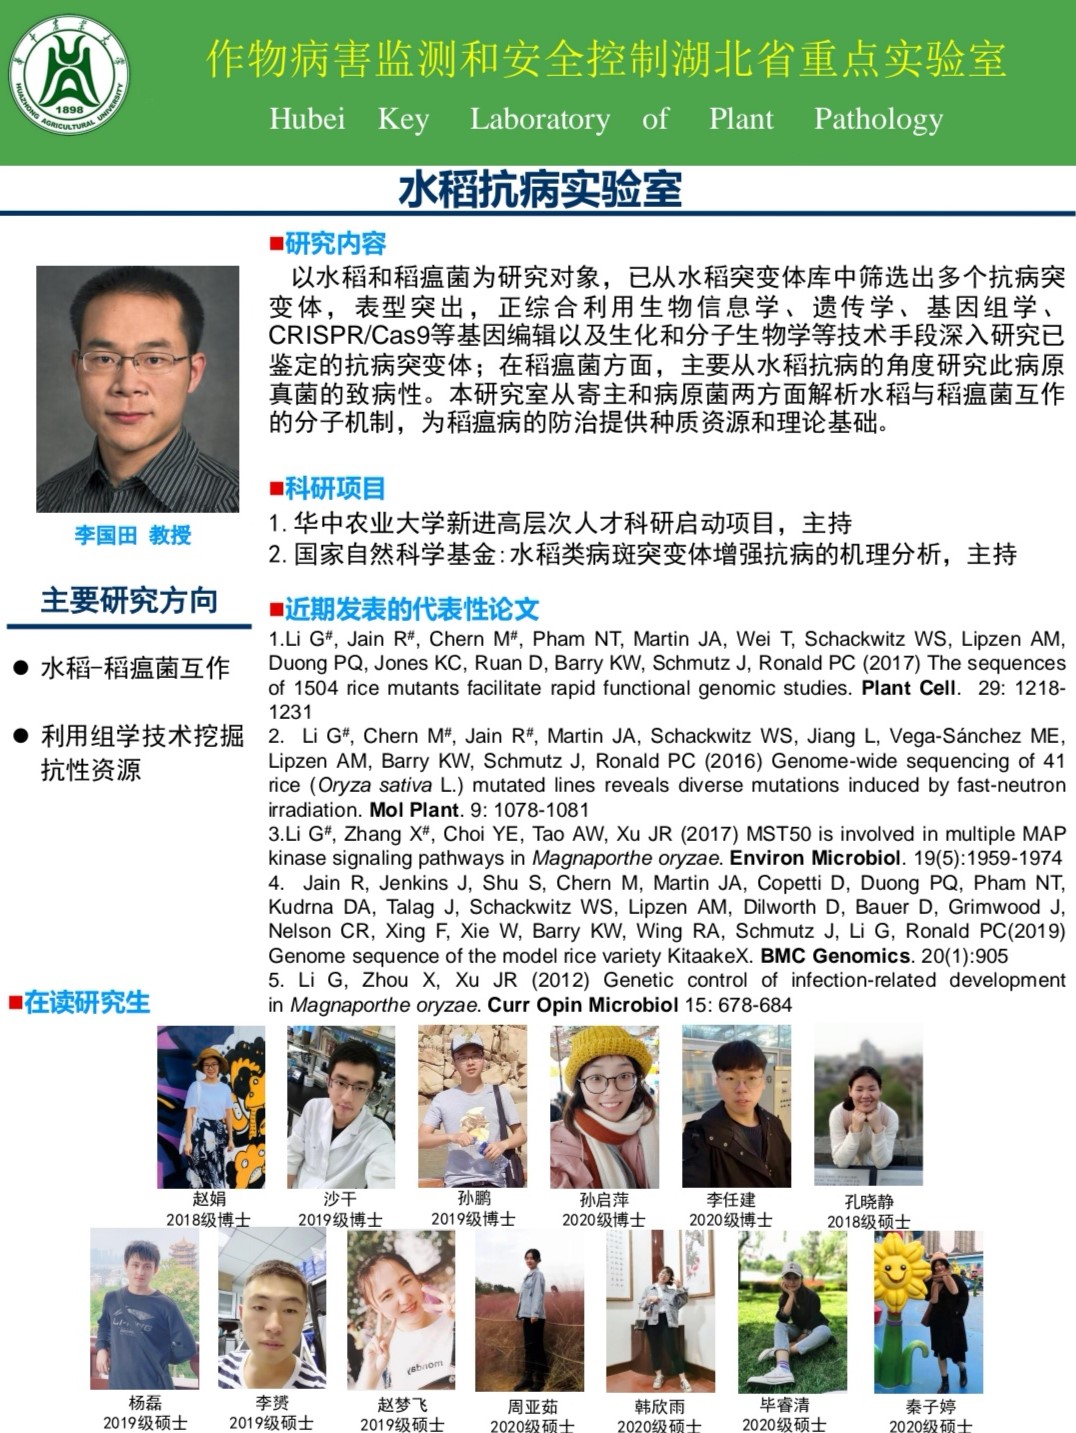 華中農業大學
HUAZHONG AGRICULTURAL UNIVERSITY
1898
作物病害监测和安全控制湖北省重点实验室
Hubei Key Laboratory of Plant Pathology
水稻抗病实验室
李国田 教授
主要研究方向
● 水稻-稻瘟菌互作
● 利用组学技术挖掘
抗性资源
■研究内容
以水稻和稻瘟菌为研究对象，已从水稻突变体库中筛选出多个抗病突
变体，表型突出，正综合利用生物信息学、遗传学、基因组学、
CRISPR/Cas9等基因编辑以及生化和分子生物学等技术手段深入研究已
鉴定的抗病突变体；在稻瘟菌方面，主要从水稻抗病的角度研究此病原
真菌的致病性。本研究室从寄主和病原菌两方面解析水稻与稻瘟菌互作
的分子机制，为稻瘟病的防治提供种质资源和理论基础。
■科研项目
1.华中农业大学新进高层次人才科研启动项目，主持
2.国家自然科学基金:水稻类病斑突变体增强抗病的机理分析，主持
■近期发表的代表性论文
1.Li G#, Jain R#, Chern M#, Pham NT, Martin JA, Wei T, Schackwitz WS, Lipzen AM,
Duong PQ, Jones KC, Ruan D, Barry KW, Schmutz J, Ronald PC (2017) The sequences
of 1504 rice mutants facilitate rapid functional genomic studies. Plant Cell. 29: 1218-
1231
2. Li G#, Chern M#, Jain R#, Martin JA, Schackwitz WS, Jiang L, Vega-Sánchez ME,
Lipzen AM, Barry KW, Schmutz J, Ronald PC (2016) Genome-wide sequencing of 41
rice (Oryza sativa L.) mutated lines reveals diverse mutations induced by fast-neutron
irradiation. Mol Plant. 9: 1078-1081
3.Li G#, Zhang X#, Choi YE, Tao AW, Xu JR (2017) MST50 is involved in multiple MAP
kinase signaling pathways in Magnaporthe oryzae. Environ Microbiol. 19(5):1959-1974
4. Jain R, Jenkins J, Shu S, Chern M, Martin JA, Copetti D, Duong PQ, Pham NT,
Kudrna DA, Talag J, Schackwitz WS, Lipzen AM, Dilworth D, Bauer D, Grimwood J,
Nelson CR, Xing F, Xie W, Barry KW, Wing RA, Schmutz J, Li G, Ronald PC(2019)
Genome sequence of the model rice variety KitaakeX. BMC Genomics. 20(1):905
5. Li G, Zhou X, Xu JR (2012) Genetic control of infection-related development
in Magnaporthe oryzae. Curr Opin Microbiol 15: 678-684
■在读研究生
赵娟
2018级博士
沙干
2019级博士
孙鹏
2019级博士
孙启萍
2020级博士
李任建
2020级博士
孔晓静
2018级硕士
杨磊
2019级硕士
李赟
2019级硕士
monday
赵梦飞
2019级硕士
周亚茹
2020级硕士
韩欣雨
2020级硕士
毕睿清
2020级硕士
秦子婷
2020级硕士